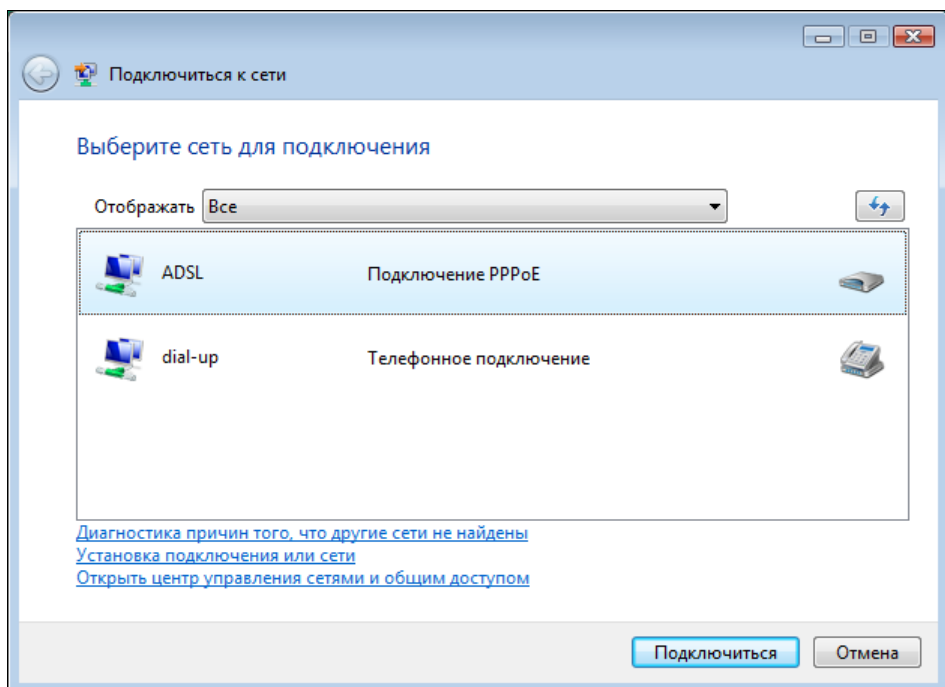 Подключиться к сети
Выберите сеть для подключения
Отображать Все
ADSL Подключение PPPoE
dial-up Телефонное подключение
Диагностика причин того, что другие сети не найдены
Установка подключения или сети
Открыть центр управления сетями и общим доступом
Подключиться Отмена